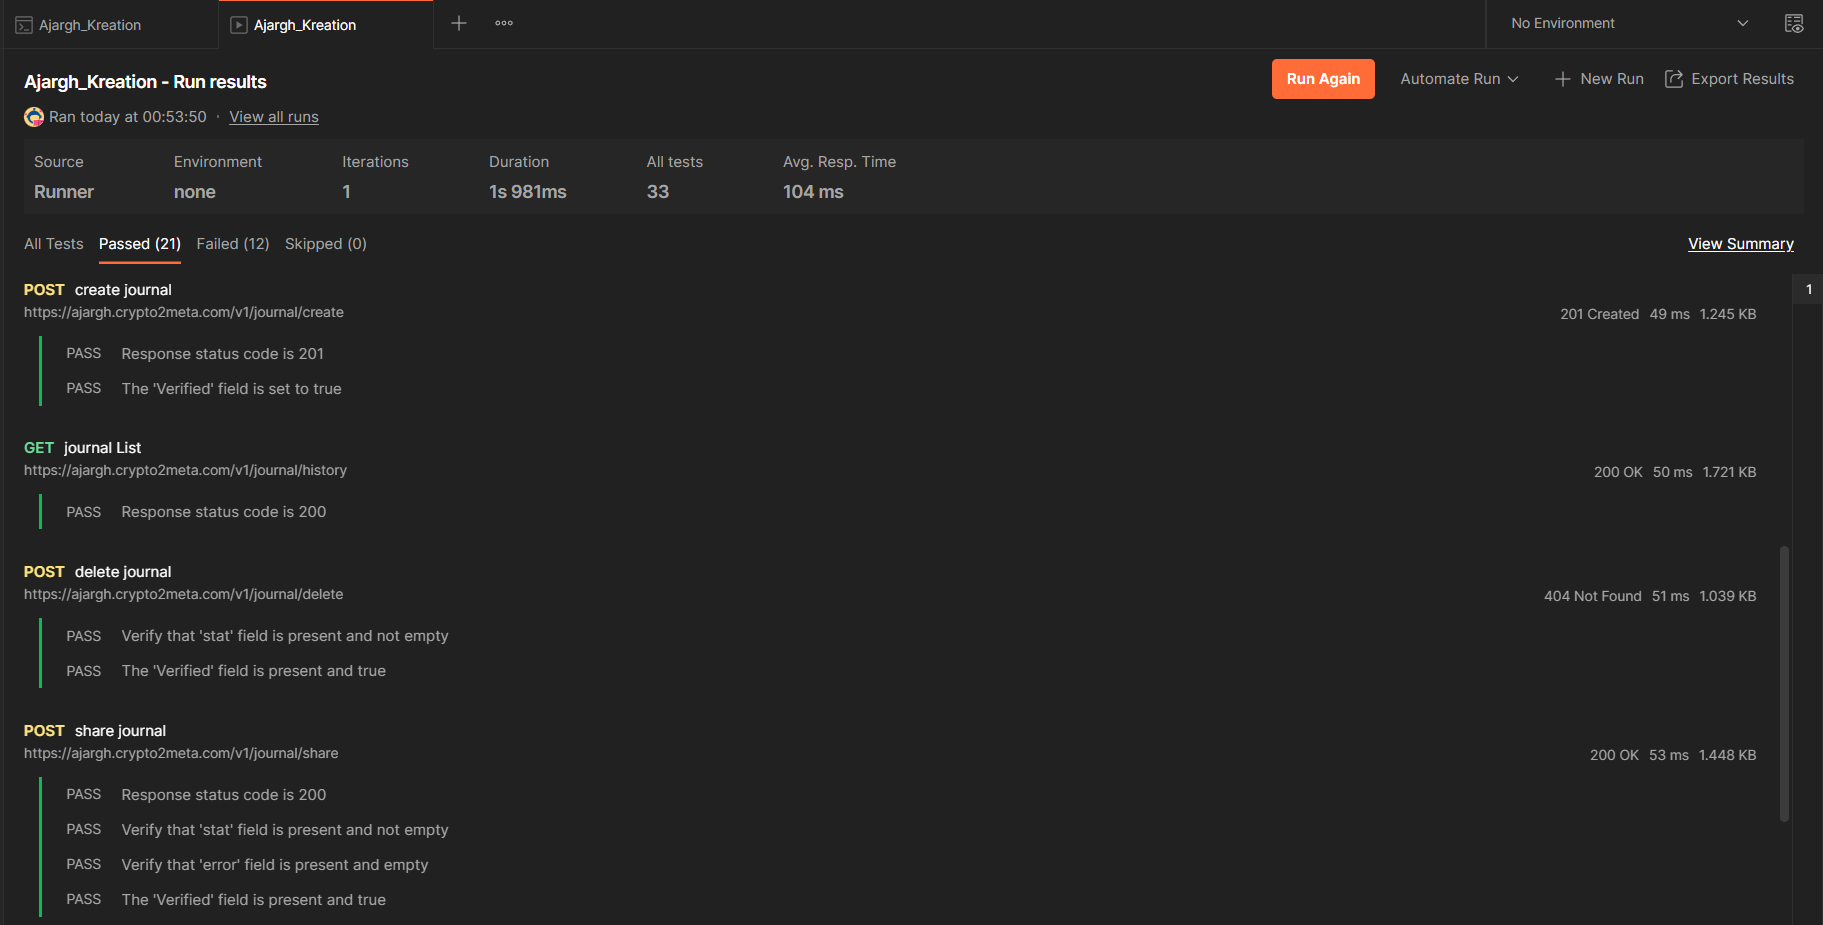 Ajargh_Kreation Ajargh_Kreation No Environment
Ajargh_Kreation - Run results
Run Again Automate Run New Run Export Results
Ran today at 00:53:50 · View all runs
Source Environment Iterations Duration All tests Avg. Resp. Time
Runner none 1 1s 981ms 33 104 ms
All Tests Passed (21) Failed (12) Skipped (0) View Summary
POST create journal
1
https://ajargh.crypto2meta.com/v1/journal/create
201 Created 49 ms 1.245 KB
PASS Response status code is 201
PASS The 'Verified' field is set to true
GET journal List
https://ajargh.crypto2meta.com/v1/journal/history
200 OK 50 ms 1.721 KB
PASS Response status code is 200
POST delete journal
https://ajargh.crypto2meta.com/v1/journal/delete
404 Not Found 51 ms 1.039 KB
PASS Verify that 'stat' field is present and not empty
PASS The 'Verified' field is present and true
POST share journal
https://ajargh.crypto2meta.com/v1/journal/share
200 OK 53 ms 1.448 KB
PASS Response status code is 200
PASS Verify that 'stat' field is present and not empty
PASS Verify that 'error' field is present and empty
PASS The 'Verified' field is present and true